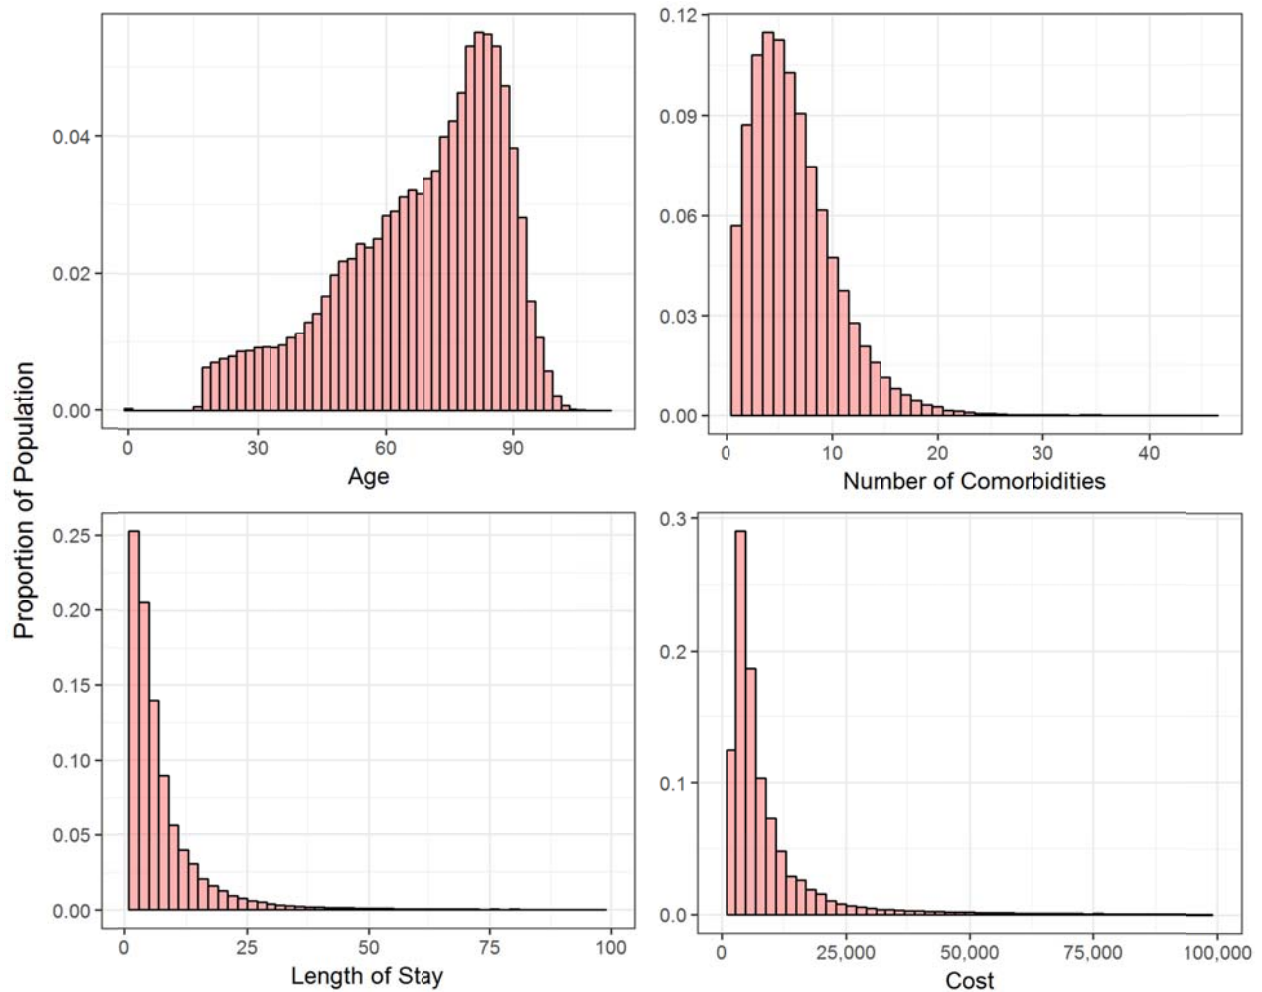 Proportion of Population
0.04
0.02
0.00
0 30 60 90
Age
0.12
0.09
0.06
0.03
0.00
0 10 20 30 40
Number of Comorbidities
0.25
0.20
0.15
0.10
0.05
0.00
0 25 50 75 100
Length of Stay
0.3
0.2
0.1
0.0
0 25,000 50,000 75,000 100,000
Cost